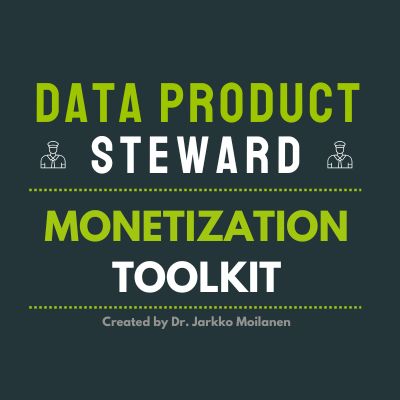 DATA PRODUCT
STEWARD
MONETIZATION
TOOLKIT
Created by Dr. Jarkko Moilanen